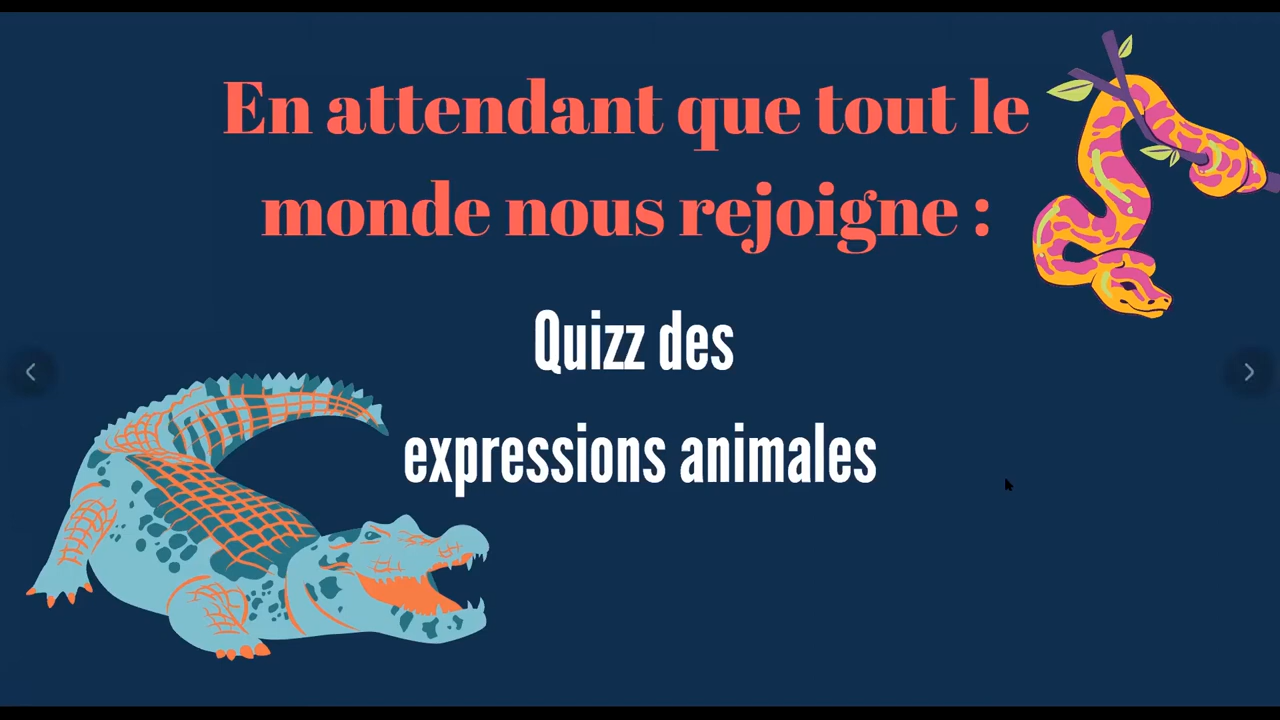 En attendant que tout le
monde nous rejoigne :
Quizz des
expressions animales